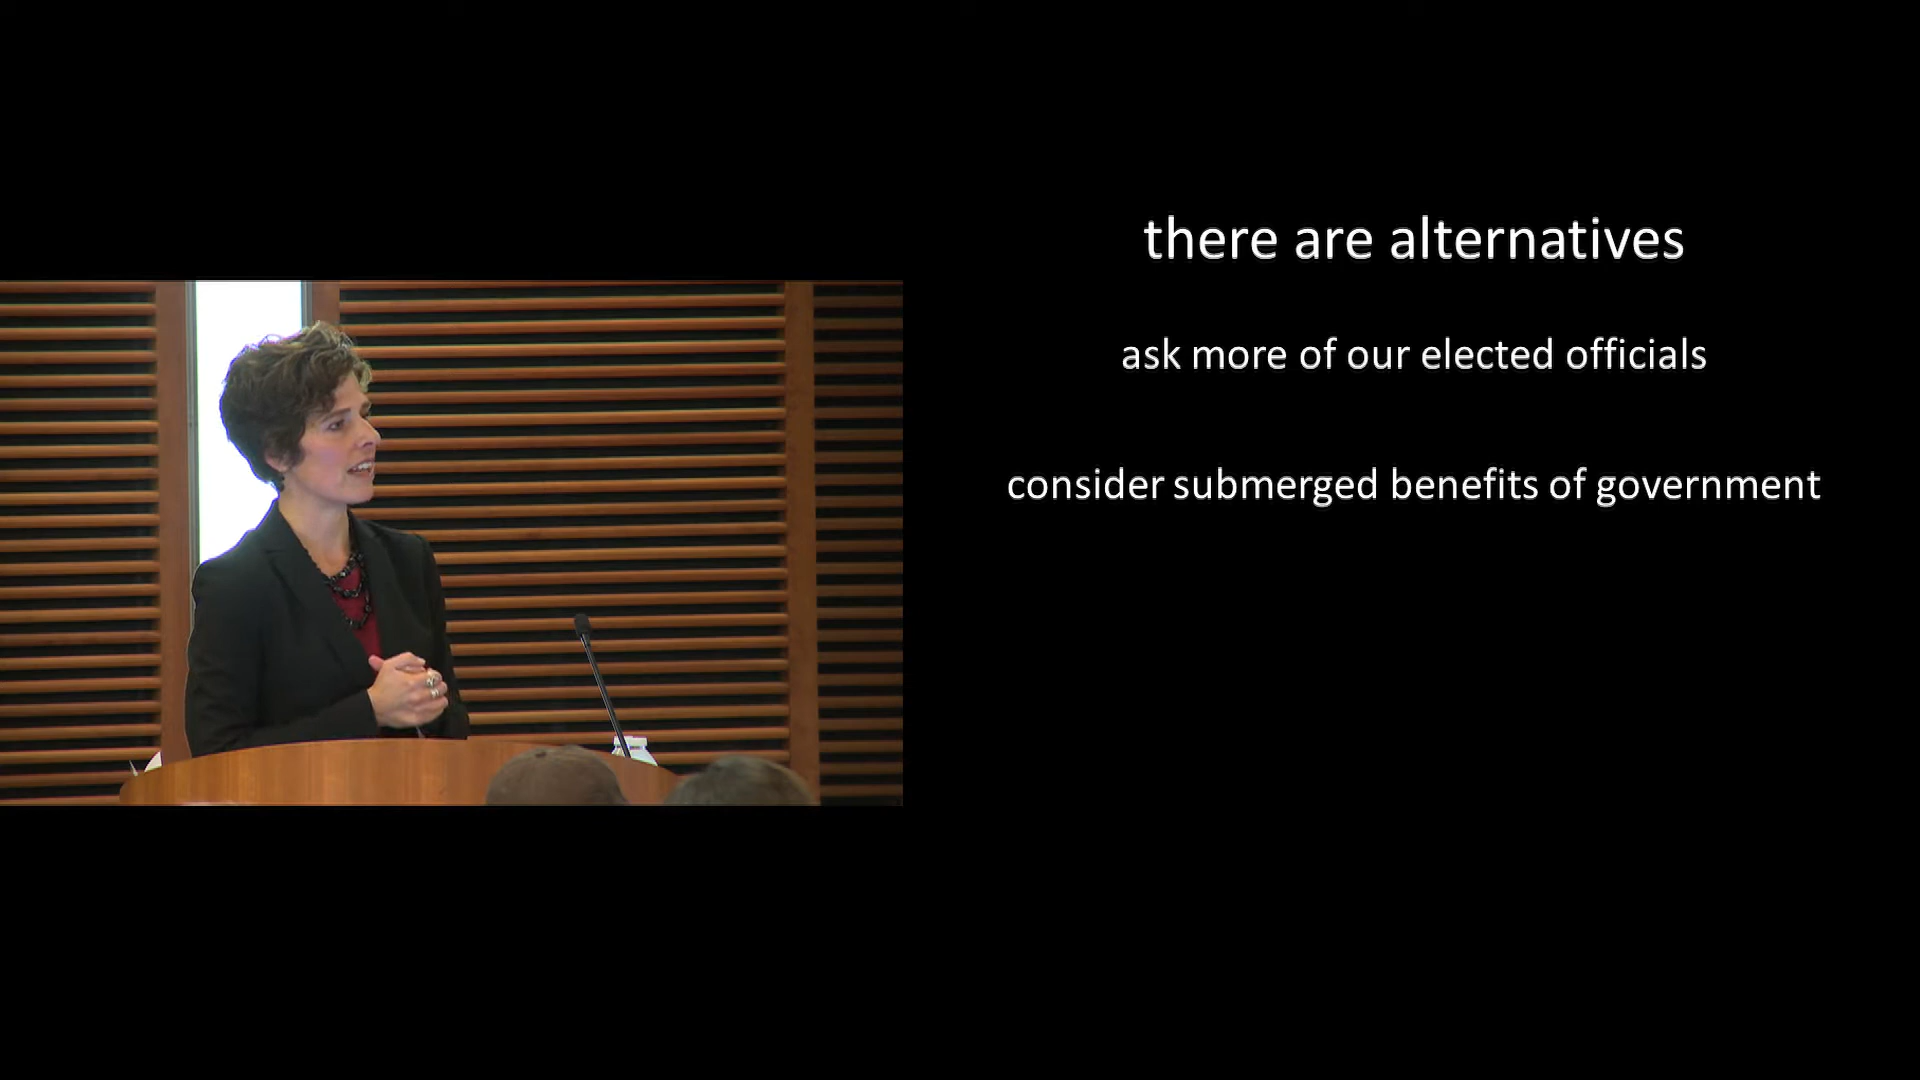 there are alternatives
ask more of our elected officials
consider submerged benefits of government